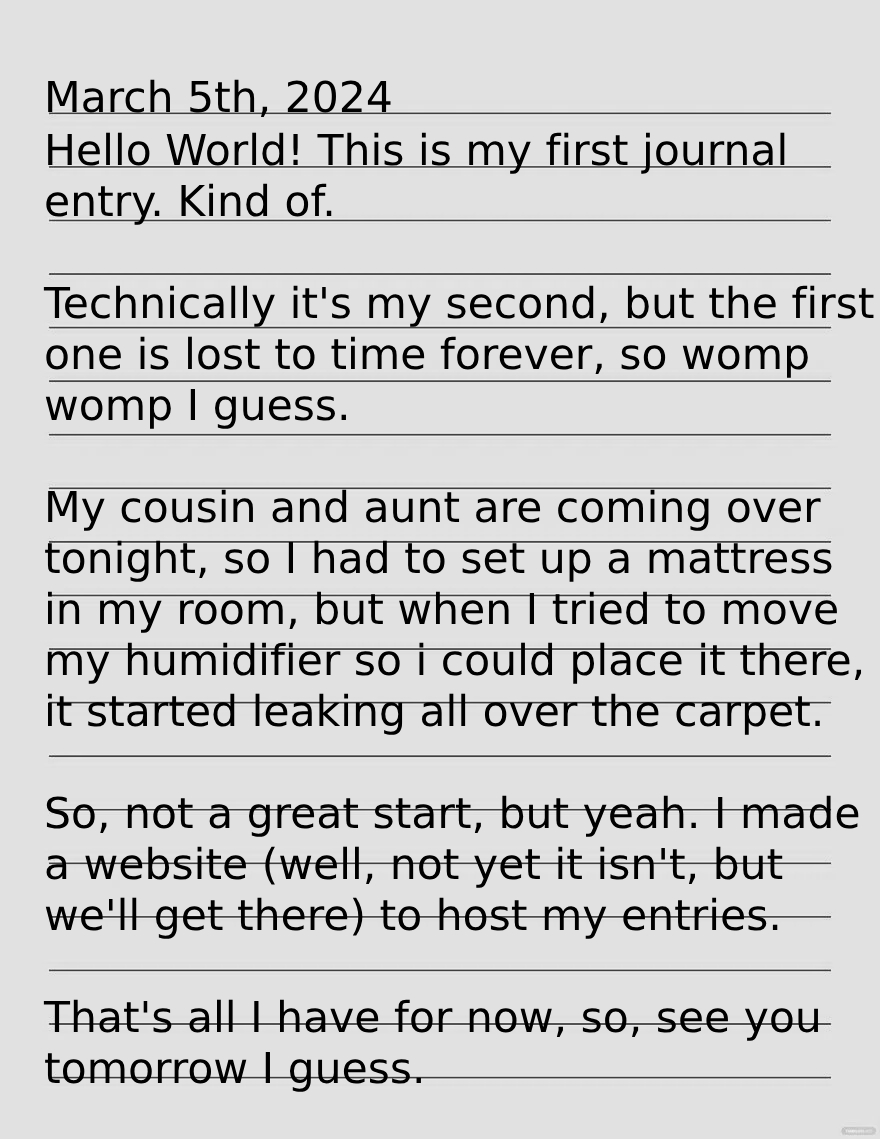 March 5th, 2024
Hello World! This is my first journal
entry. Kind of.
Technically it's my second, but the first
one is lost to time forever, so womp
womp I guess.
My cousin and aunt are coming over
tonight, so I had to set up a mattress
in my room, but when I tried to move
my humidifier so i could place it there,
it started leaking all over the carpet.
So, not a great start, but yeah. I made
a website (well, not yet it isn't, but
we'll get there) to host my entries.
That's all I have for now, so, see you
tomorrow I guess.